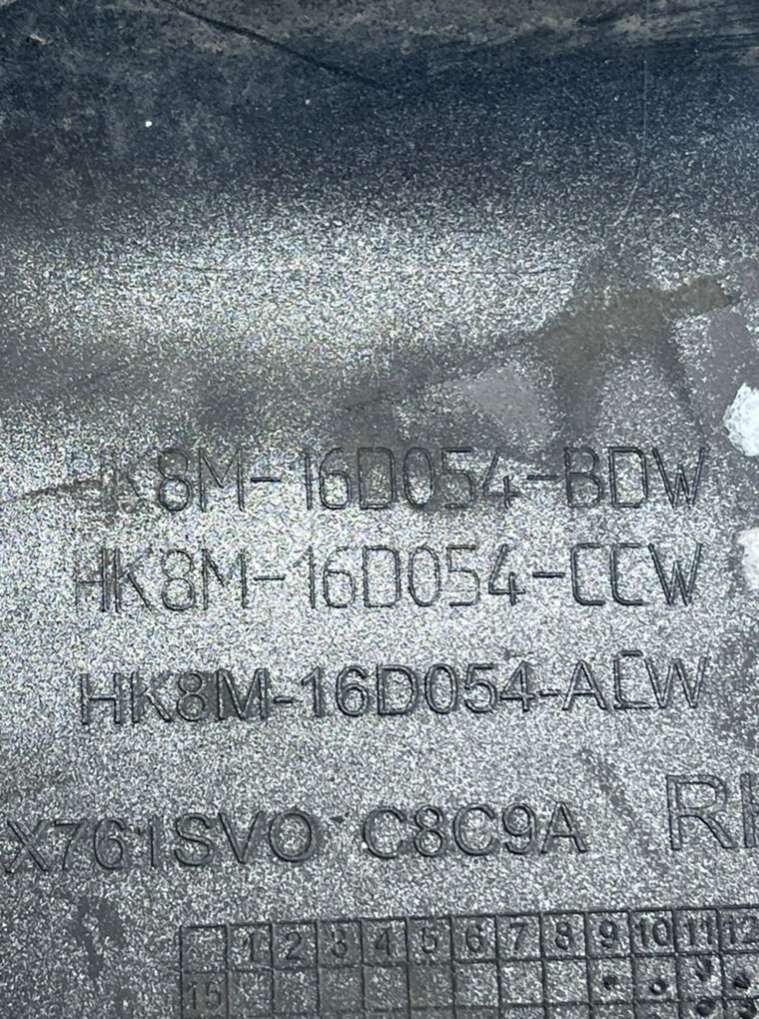 HK8M-16D054-BDW
HK8M-16D054-CCW
HK8M-16D054-ACW
X761SVO C8C9A
1 2 3 4 5 6 7 8 9 10 11 12
15